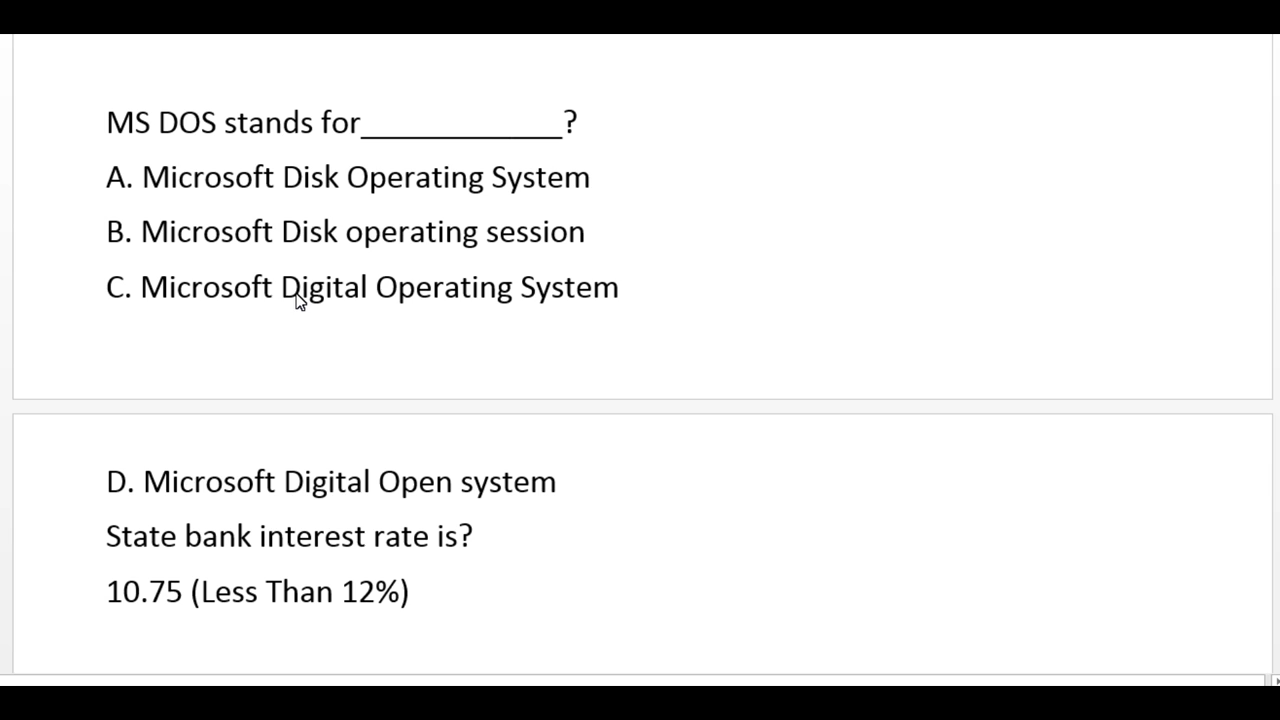 MS DOS stands for_____________?
A. Microsoft Disk Operating System
B. Microsoft Disk operating session
C. Microsoft Digital Operating System
D. Microsoft Digital Open system
State bank interest rate is?
10.75 (Less Than 12%)